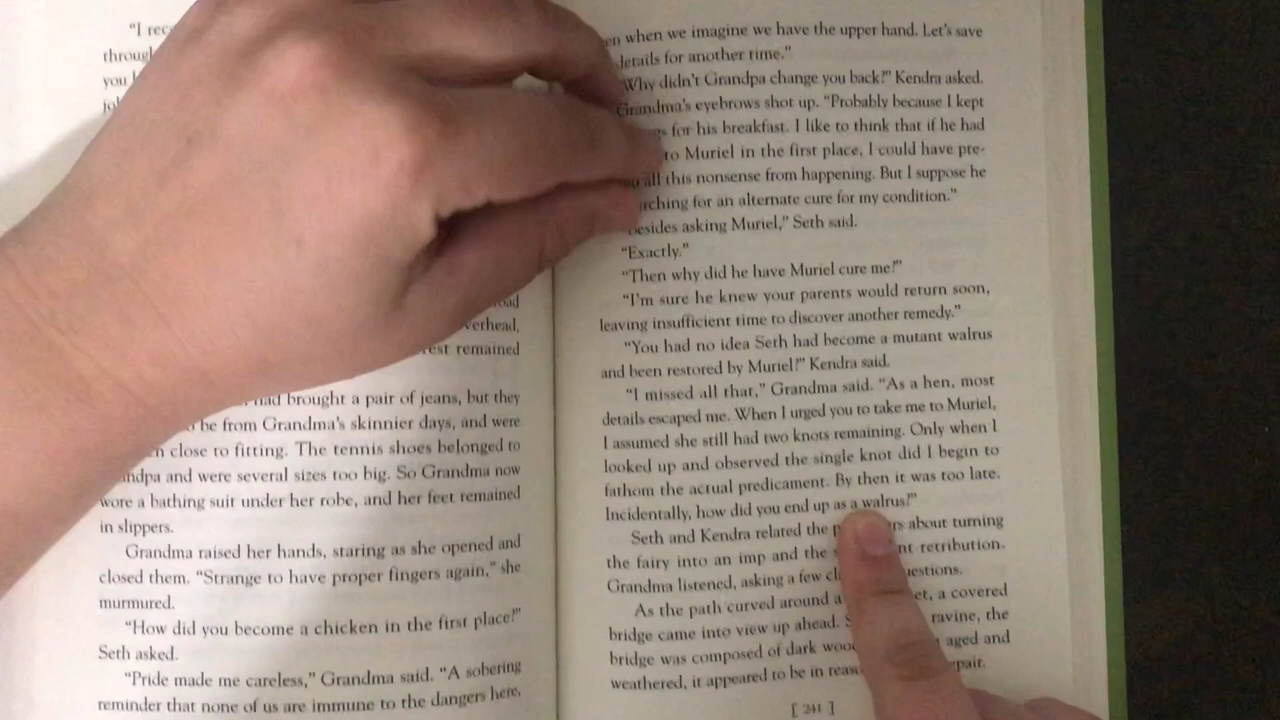 "I rec
through
you
overhead,
rest remained
had brought a pair of jeans, but they
be from Grandma's skinnier days, and were
close to fitting. The tennis shoes belonged to
and were several sizes too big. So Grandma now
wore a bathing suit under her robe, and her feet remained
in slippers.
Grandma raised her hands, staring as she opened and
closed them. "Strange to have proper fingers again," she
murmured.
"How did you become a chicken in the first place?"
Seth asked.
"Pride made me careless," Grandma said. "A sobering
reminder that none of us are immune to the dangers here,
when we imagine we have the upper hand. Let's save
details for another time."
"Why didn't Grandpa change you back?" Kendra asked.
Grandma's eyebrows shot up. "Probably because I kept
for his breakfast. I like to think that if he had
to Muriel in the first place, I could have pre-
all this nonsense from happening. But I suppose he
for an alternate cure for my condition."
"Besides asking Muriel," Seth said.
"Exactly."
"Then why did he have Muriel cure me?"
"I'm sure he knew your parents would return soon,
leaving insufficient time to discover another remedy."
"You had no idea Seth had become a mutant walrus
and been restored by Muriel?" Kendra said.
"I missed all that," Grandma said. "As a hen, most
details escaped me. When I urged you to take me to Muriel,
I assumed she still had two knots remaining. Only when I
looked up and observed the single knot did I begin to
fathom the actual predicament. By then it was too late.
Incidentally, how did you end up as a walrus?"
Seth and Kendra related the about turning
the fairy into an imp and the retribution.
Grandma listened, asking a few
As the path curved around a a covered
bridge came into view up ahead. ravine, the
bridge was composed of dark aged and
weathered, it appeared to be in
[ 241 ]